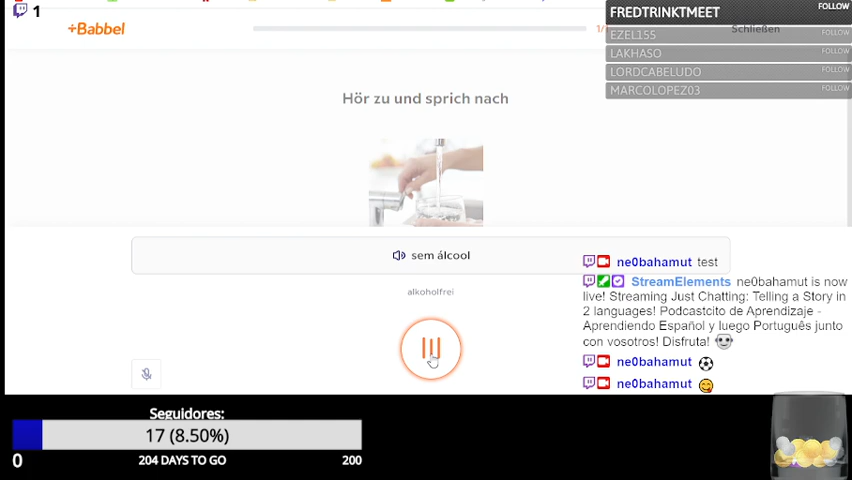 1
FREDTRINKTMEET FOLLOW
EZEL155 FOLLOW
LAKHASO FOLLOW
LORDCABELUDO FOLLOW
MARCOLOPEZ03 FOLLOW
+Babbel
1/
Schließen
Hör zu und sprich nach
sem álcool
alkoholfrei
ne0bahamut test
StreamElements ne0bahamut is now
live! Streaming Just Chatting: Telling a Story in
2 languages! Podcastcito de Aprendizaje -
Aprendiendo Español y luego Português junto
con vosotros! Disfruta!
ne0bahamut
ne0bahamut
Seguidores:
17 (8.50%)
0 204 DAYS TO GO 200